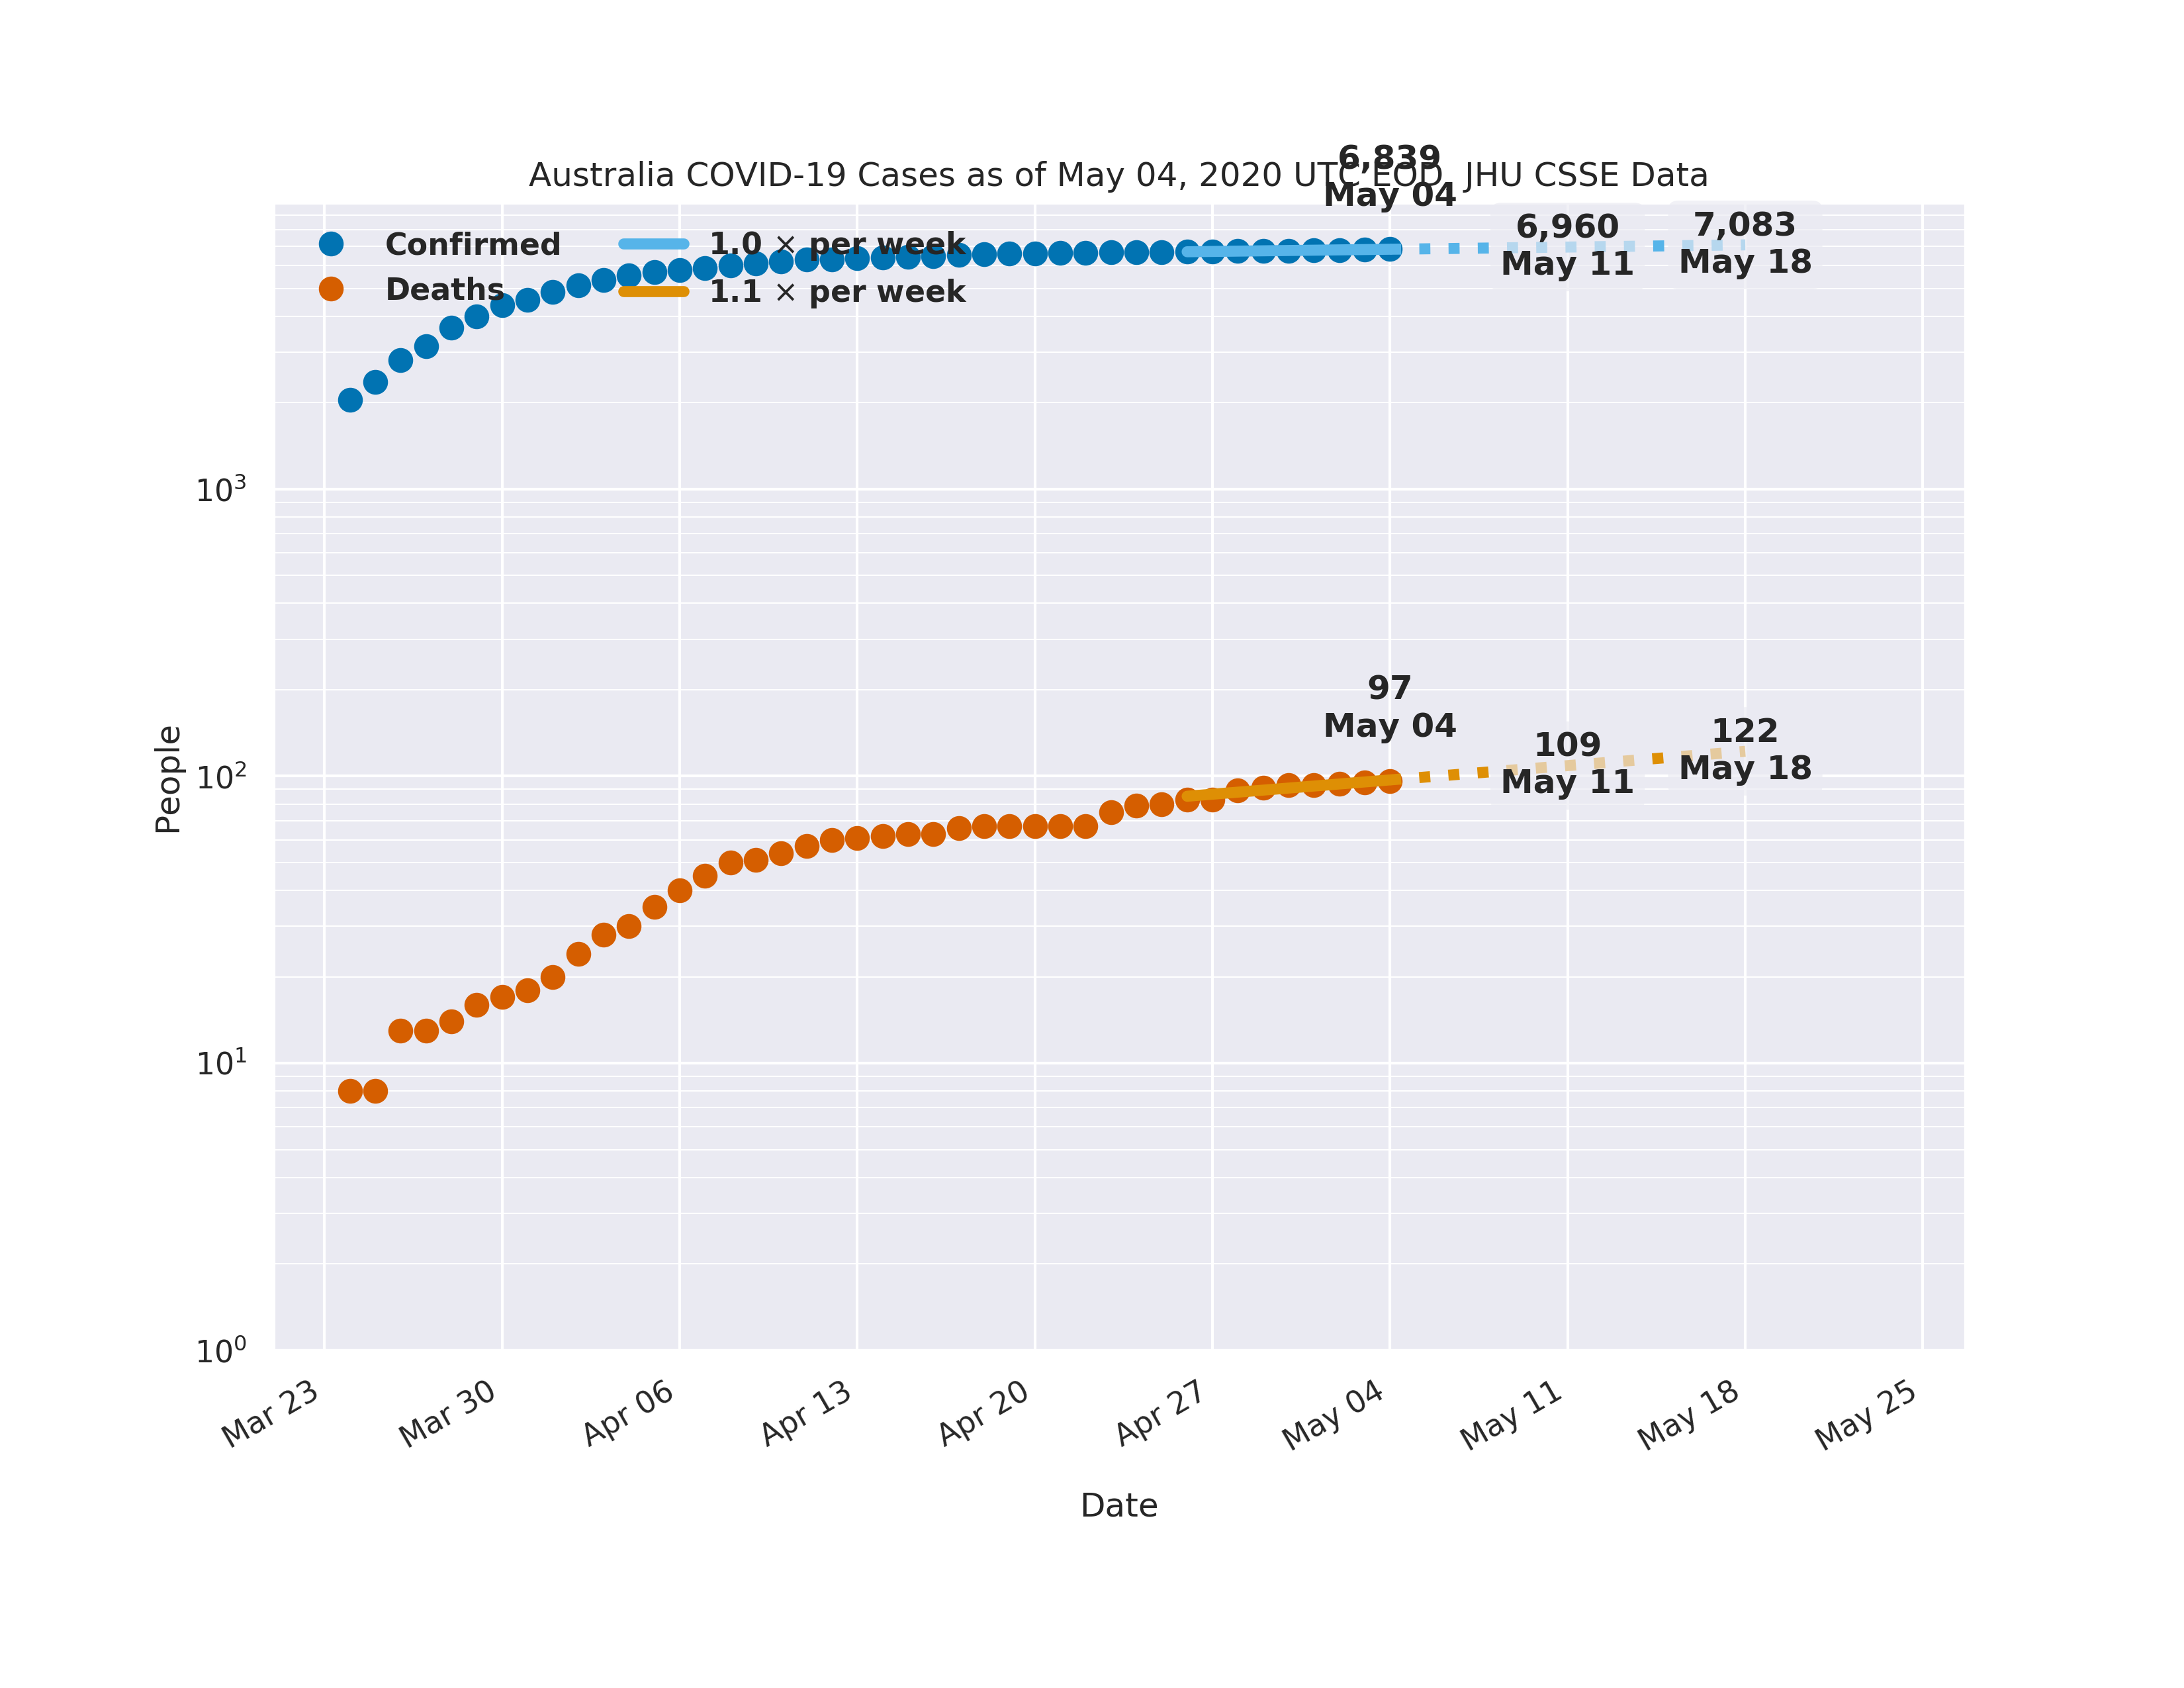 Australia COVID-19 Cases as of May 04, 2020 UTC EOD, JHU CSSE Data
6,839
May 04
6,960
May 11
7,083
May 18
Confirmed
Deaths
1.0 × per week
1.1 × per week
97
May 04
109
May 11
122
May 18
People
10³
10²
10¹
10⁰
Mar 23
Mar 30
Apr 06
Apr 13
Apr 20
Apr 27
May 04
May 11
May 18
May 25
Date